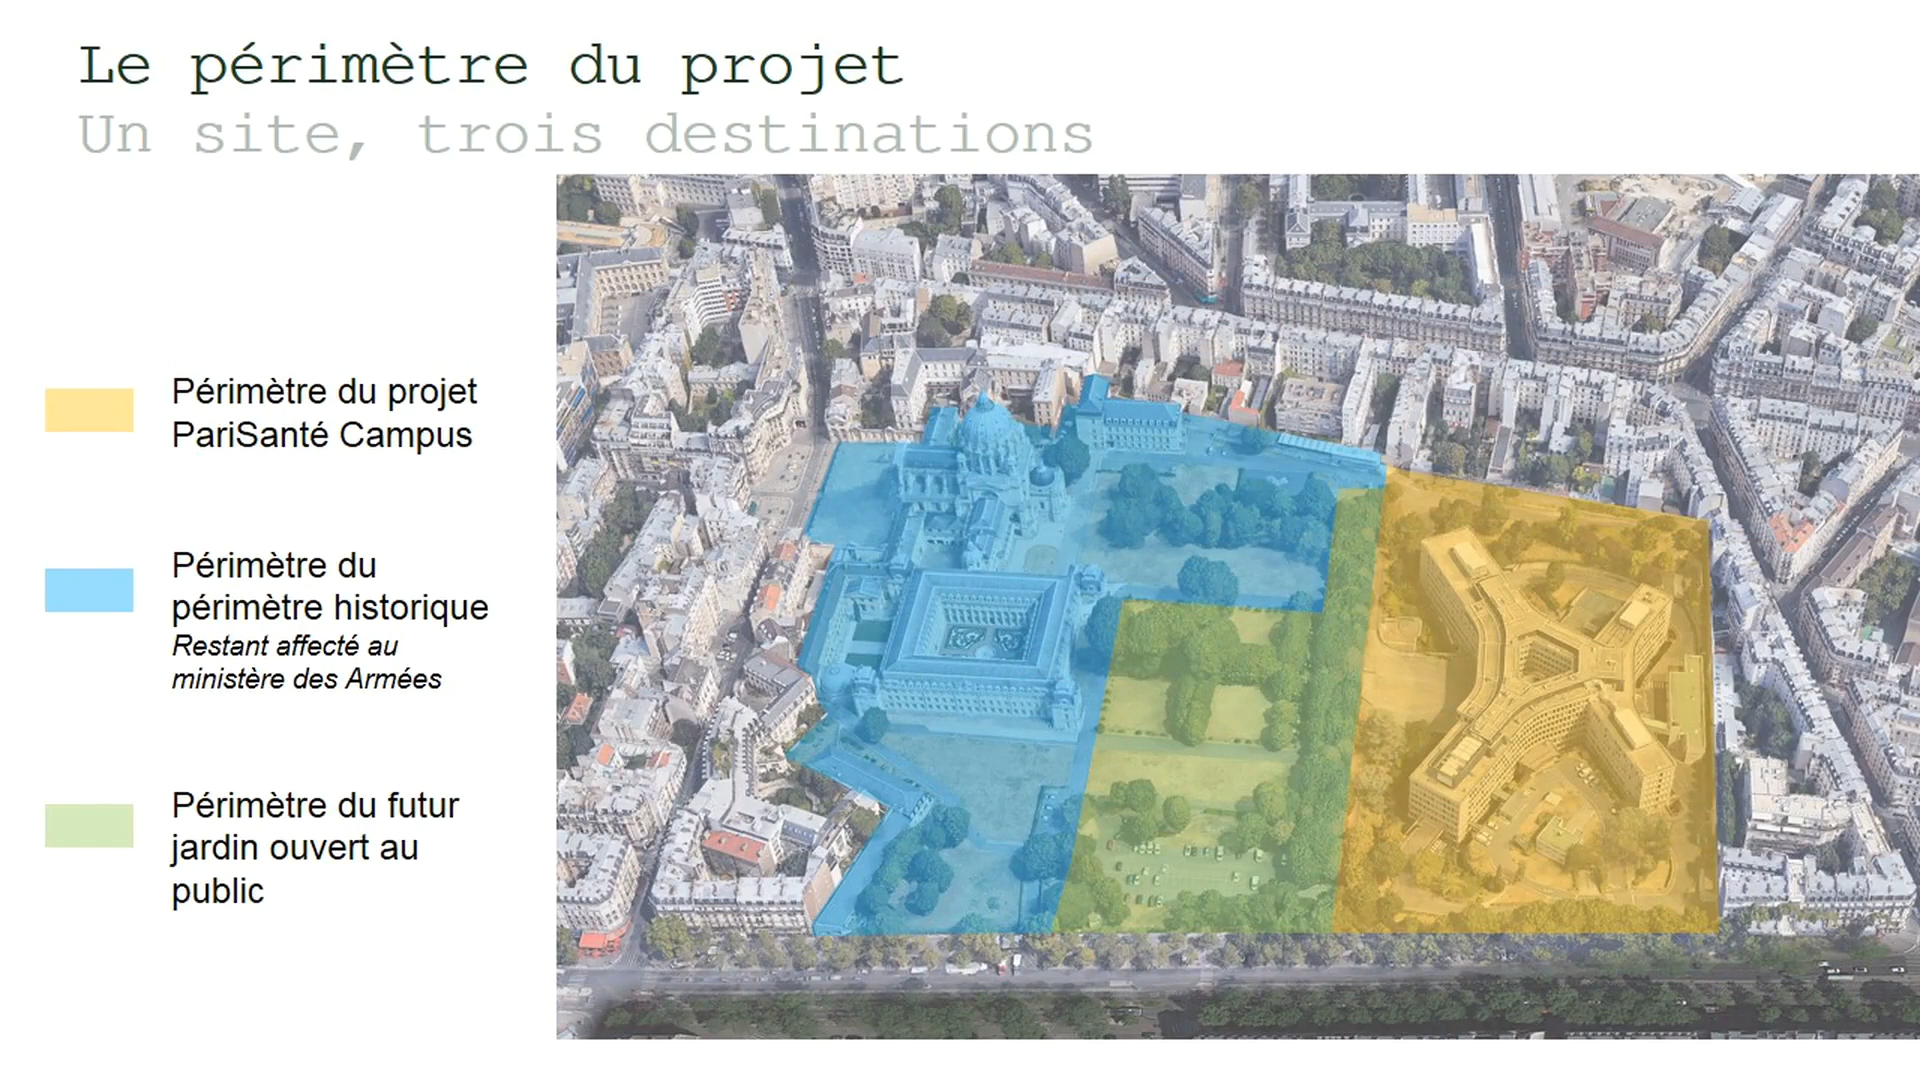 Le périmètre du projet
Un site, trois destinations
Périmètre du projet
PariSanté Campus
Périmètre du
périmètre historique
Restant affecté au
ministère des Armées
Périmètre du futur
jardin ouvert au
public